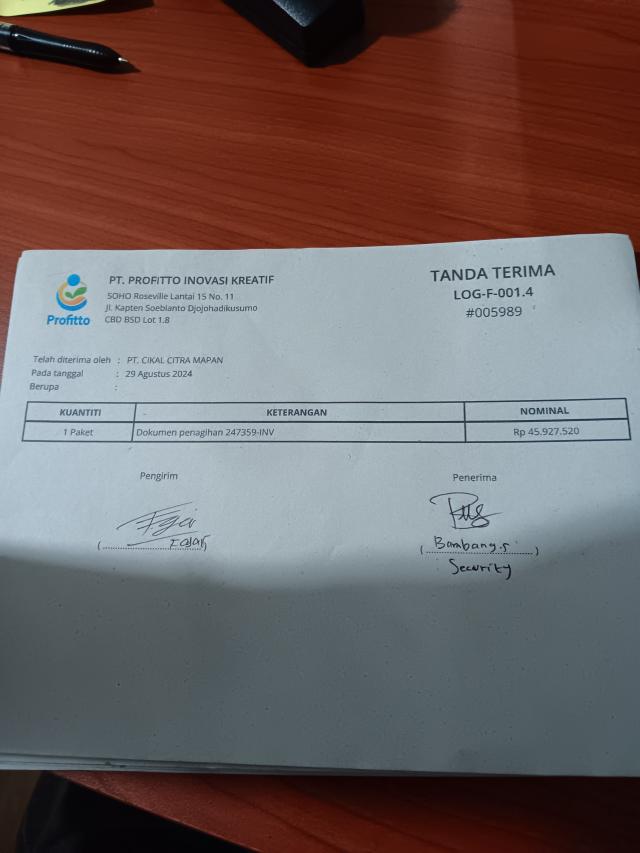 Profitto
PT. PROFITTO INOVASI KREATIF
SOHO Roseville Lantai 15 No. 11
Jl. Kapten Soebianto Djojohadikusumo
CBD BSD Lot 1.8
TANDA TERIMA
LOG-F-001.4
#005989
Telah diterima oleh : PT. CIKAL CITRA MAPAN
Pada tanggal : 29 Agustus 2024
Berupa :
KUANTITI KETERANGAN NOMINAL
1 Paket Dokumen penagihan 247359-INV Rp 45.927.520
Pengirim Penerima
(....................) (Bambang.s)
Security